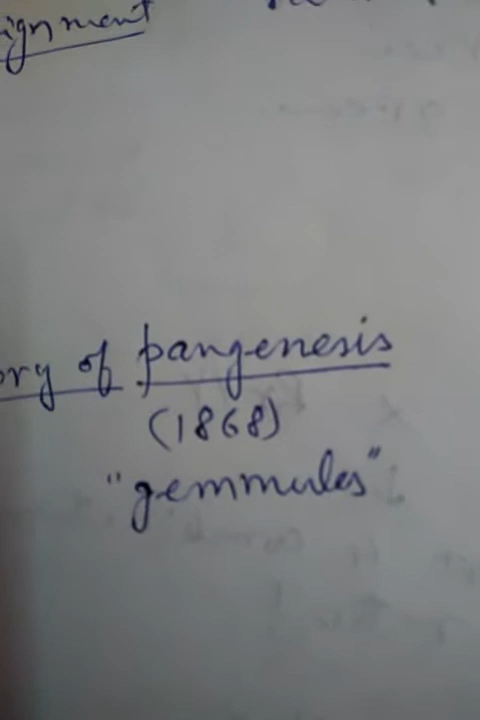 ignment
ory of pangenesis
(1868)
"gemmules"